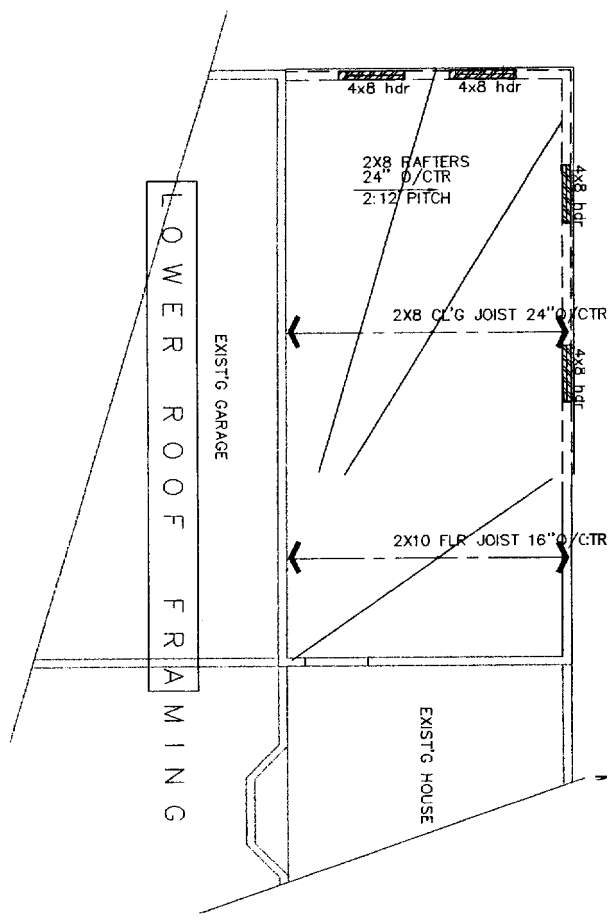 4x8 hdr
4x8 hdr
2X8 RAFTERS
24" O/CTR
2:12 PITCH
4x8 hdr
2X8 CL'G JOIST 24"O/CTR
4x8 hdr
EXIST'G GARAGE
LOWER ROOF FRAMING
2X10 FLR JOIST 16"O/CTR
EXIST'G HOUSE